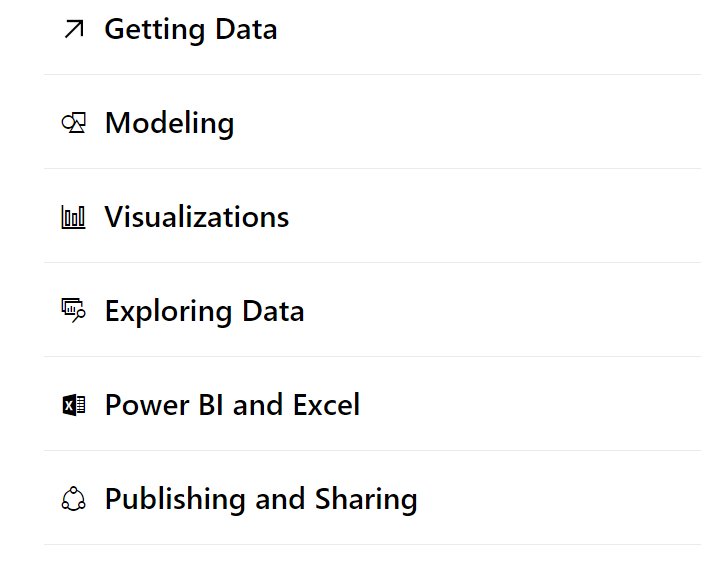 Getting Data
Modeling
Visualizations
Exploring Data
Power BI and Excel
Publishing and Sharing